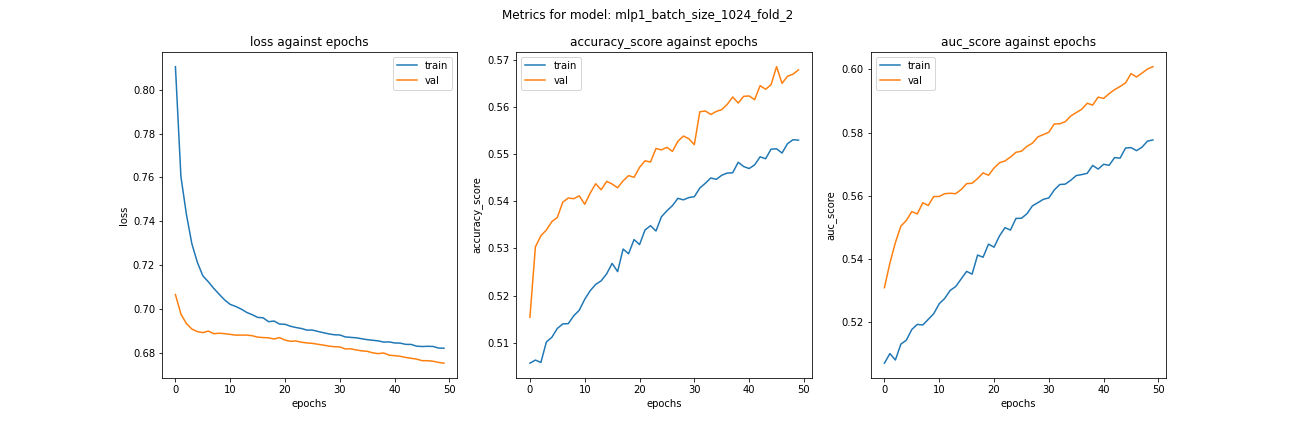 Metrics for model: mlp1_batch_size_1024_fold_2
loss against epochs
train
val
0.80
0.78
0.76
0.74
0.72
0.70
0.68
loss
0 10 20 30 40 50
epochs
accuracy_score against epochs
train
val
0.57
0.56
0.55
0.54
0.53
0.52
0.51
accuracy_score
0 10 20 30 40 50
epochs
auc_score against epochs
train
val
0.60
0.58
0.56
0.54
0.52
auc_score
0 10 20 30 40 50
epochs